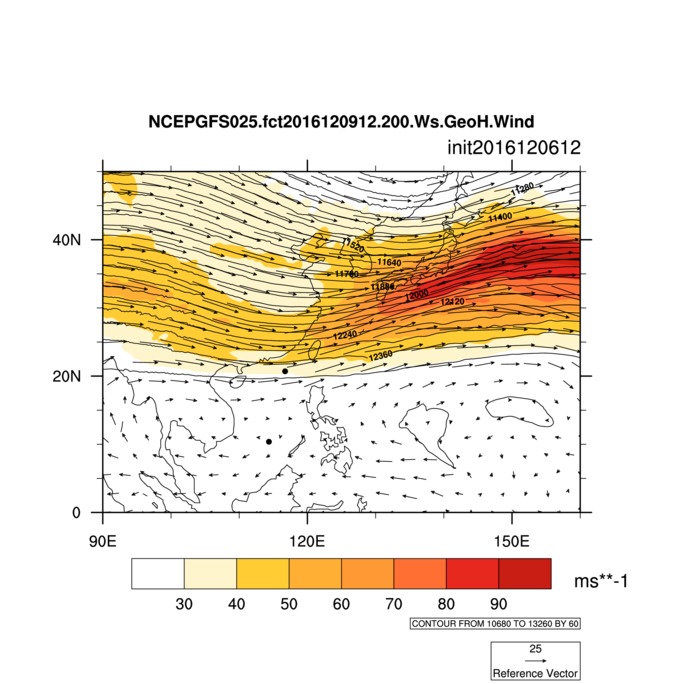 NCEPGFS025.fct2016120912.200.Ws.GeoH.Wind
init2016120612
11280
11400
40N
11520
11640
11760
11880
12000
12120
12240
12360
20N
0
90E 120E 150E
ms**-1
30 40 50 60 70 80 90
CONTOUR FROM 10680 TO 13260 BY 60
25
Reference Vector